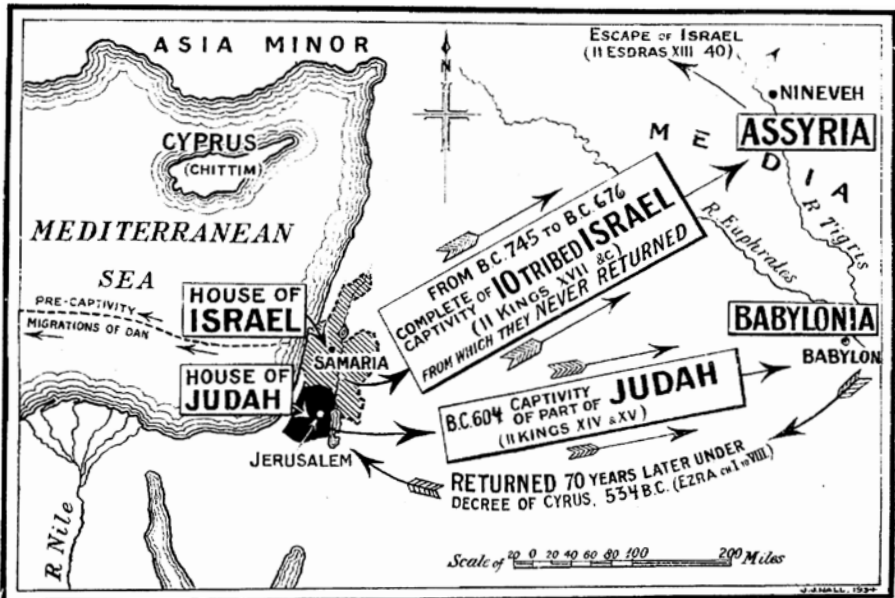 ASIA MINOR
ESCAPE OF ISRAEL
(II ESDRAS XIII 40)
N
NINEVEH
ASSYRIA
MEDIA
CYPRUS
(CHITTIM)
MEDITERRANEAN
SEA
R. Tigris
R. Euphrates
FROM B.C. 745 TO B.C. 676
COMPLETE CAPTIVITY OF 10 TRIBED ISRAEL
(II KINGS XVII &C)
FROM WHICH THEY NEVER RETURNED
PRE-CAPTIVITY
MIGRATIONS OF DAN
HOUSE OF
ISRAEL
SAMARIA
HOUSE OF
JUDAH
JERUSALEM
BABYLONIA
BABYLON
B.C. 604 CAPTIVITY
OF PART OF JUDAH
(II KINGS XIV & XV)
RETURNED 70 YEARS LATER UNDER
DECREE OF CYRUS, 534 B.C. (EZRA CH I TO VIII.)
R Nile
Scale of 20 0 20 40 60 80 100 200 Miles
J.J.HALL. 1934